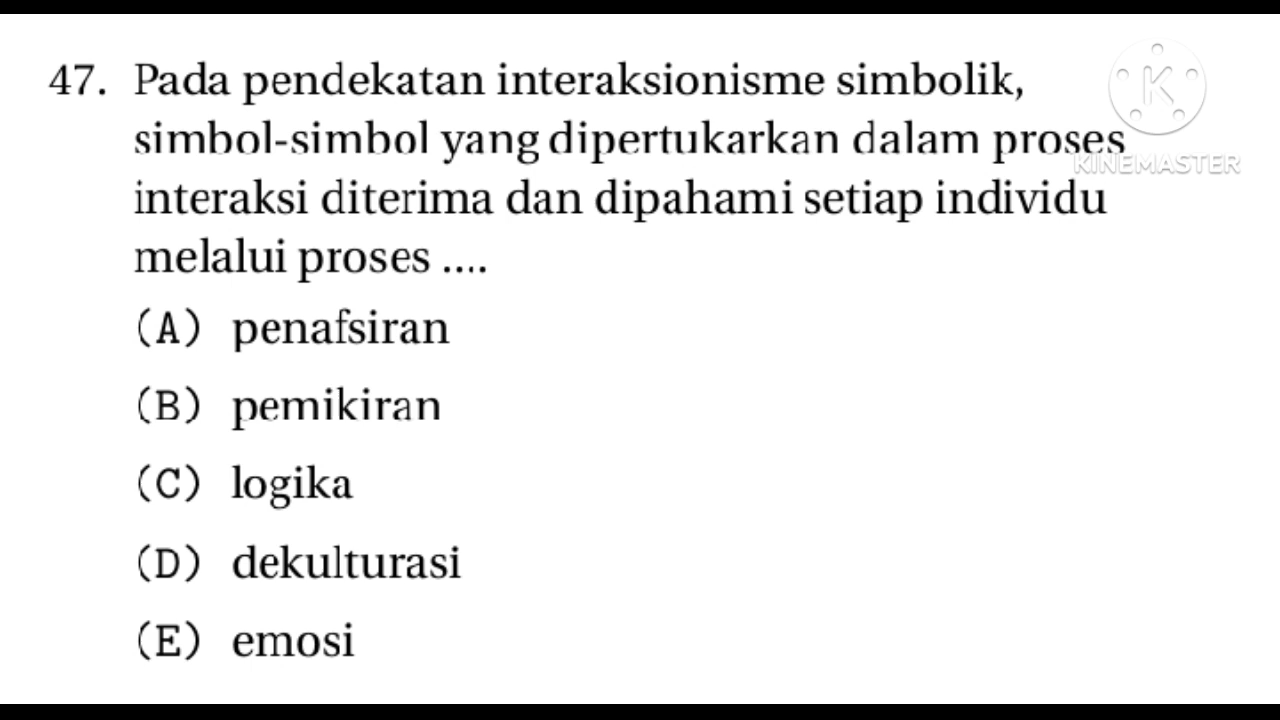 47. Pada pendekatan interaksionisme simbolik,
simbol-simbol yang dipertukarkan dalam proses
interaksi diterima dan dipahami setiap individu
melalui proses ....
(A) penafsiran
(B) pemikiran
(C) logika
(D) dekulturasi
(E) emosi
K
KINEMASTER